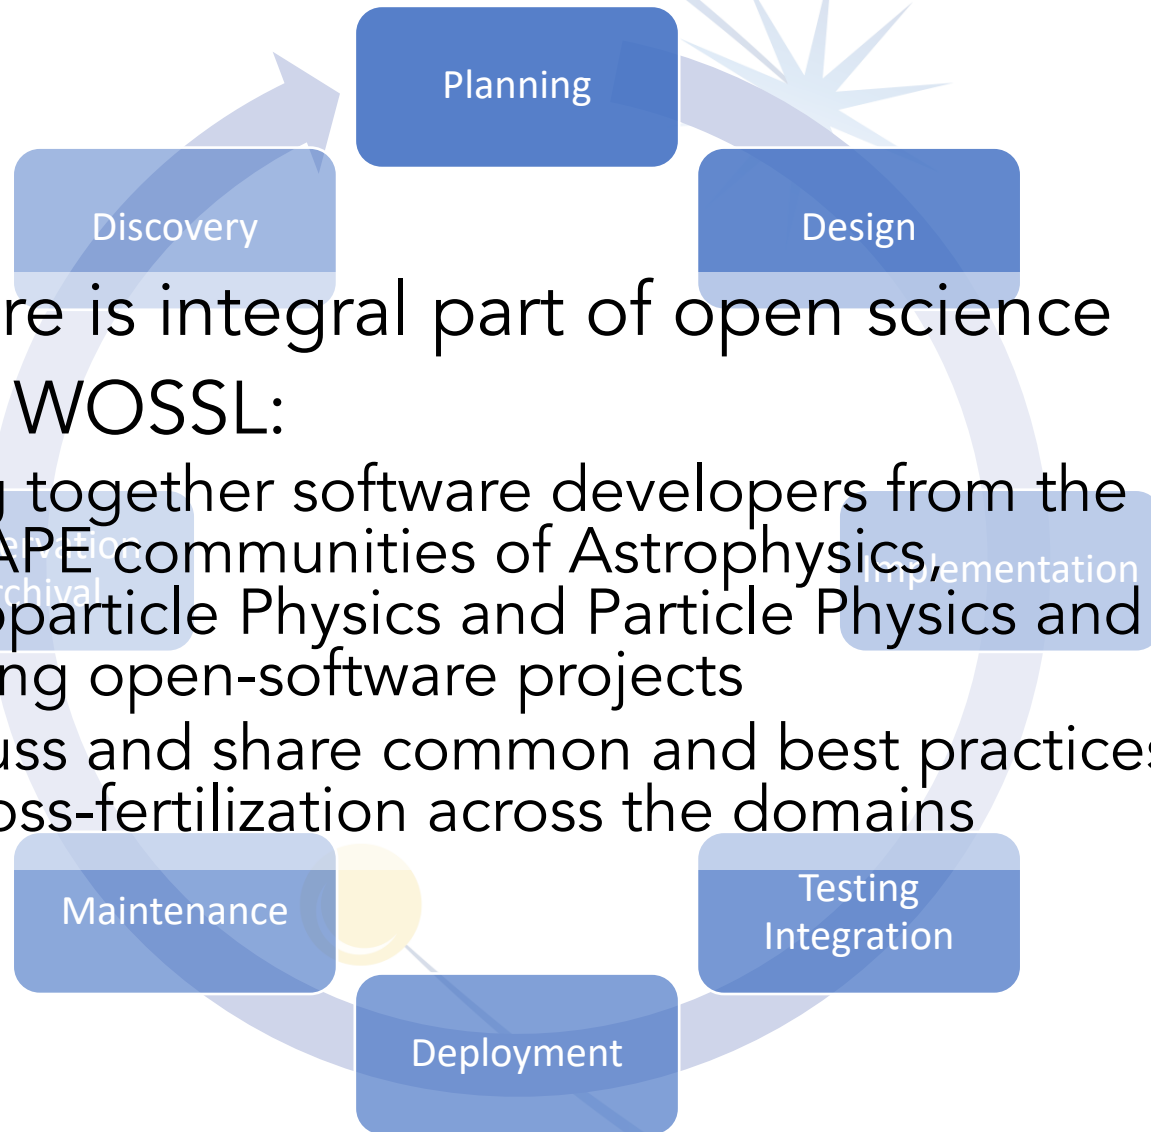 Planning
Discovery
Design
re is integral part of open science
WOSSL:
g together software developers from the
APE communities of Astrophysics,
Implementation
oparticle Physics and Particle Physics and
ng open-software projects
uss and share common and best practices
oss-fertilization across the domains
Maintenance
Testing
Integration
Deployment